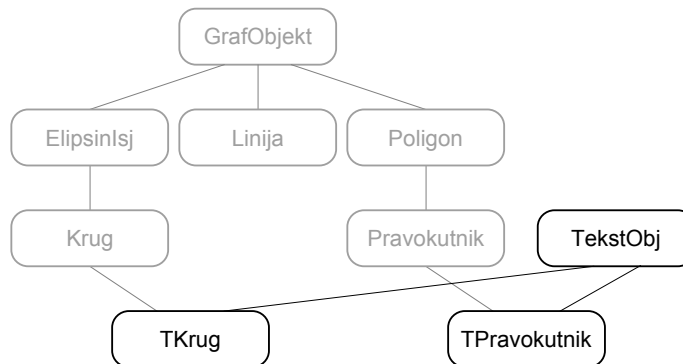 GrafObjekt
ElipsinIsj
Linija
Poligon
Krug
Pravokutnik
TekstObj
TKrug
TPravokutnik